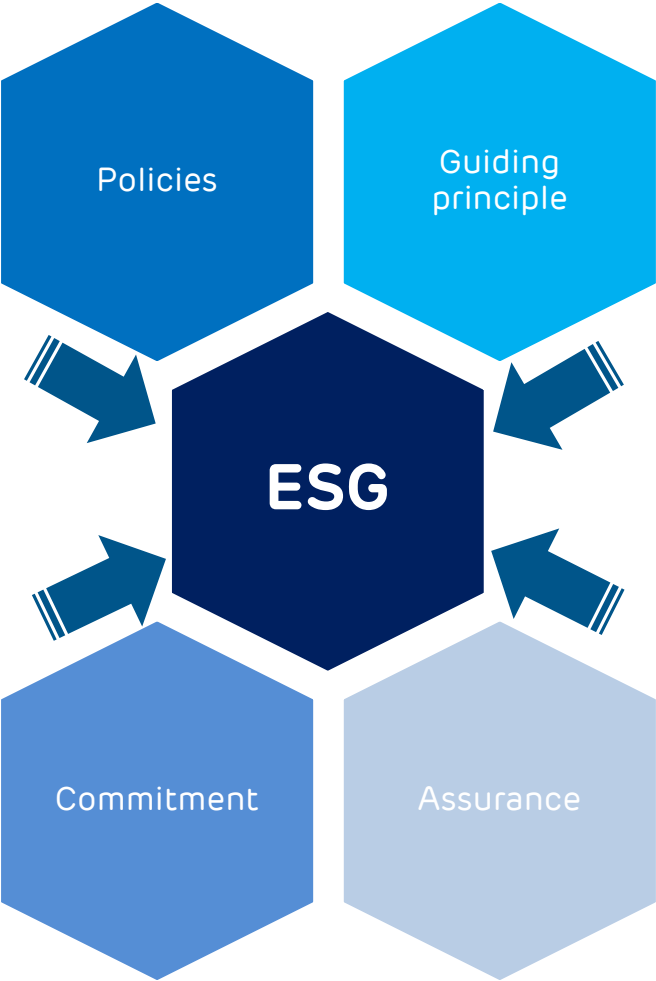 Policies
Guiding
principle
ESG
Commitment
Assurance